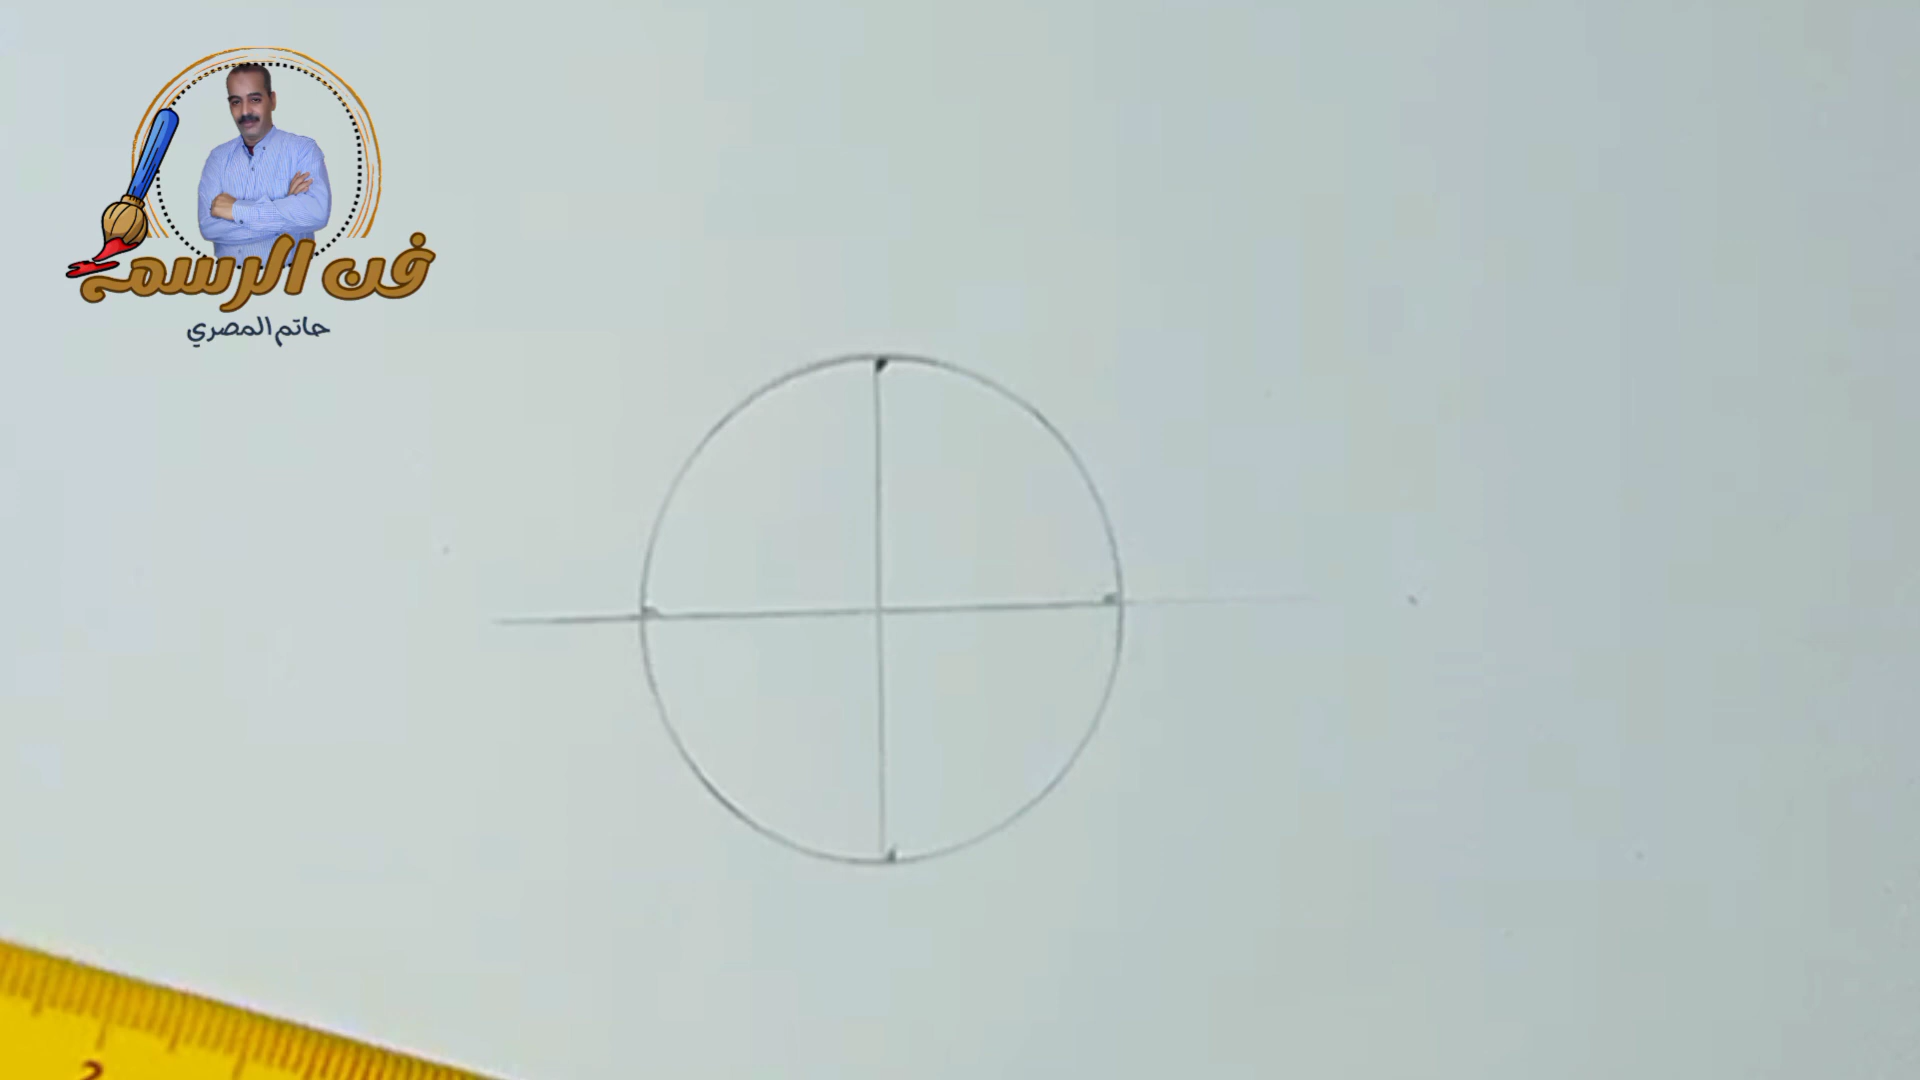 فن الرسم
حاتم المصري